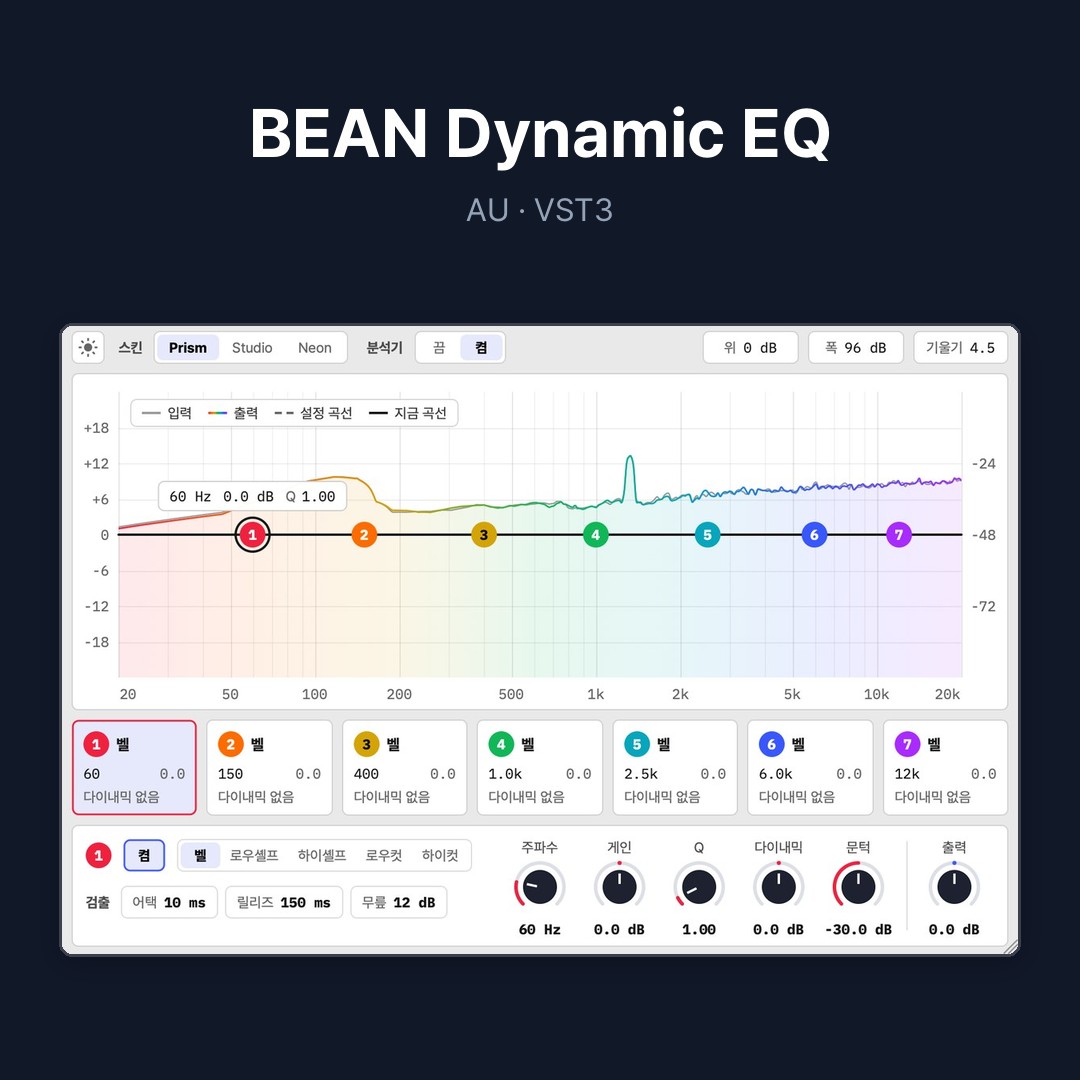 BEAN Dynamic EQ
AU · VST3
스킨 Prism Studio Neon 분석기 끔 켬 위 0 dB 폭 96 dB 기울기 4.5
입력 출력 설정 곡선 지금 곡선
+18
+12 -24
60 Hz 0.0 dB Q 1.00
+6
0 1 2 3 4 5 6 7 -48
-6
-12 -72
-18
20 50 100 200 500 1k 2k 5k 10k 20k
1 벨 2 벨 3 벨 4 벨 5 벨 6 벨 7 벨
60 0.0 150 0.0 400 0.0 1.0k 0.0 2.5k 0.0 6.0k 0.0 12k 0.0
다이내믹 없음 다이내믹 없음 다이내믹 없음 다이내믹 없음 다이내믹 없음 다이내믹 없음 다이내믹 없음
주파수 게인 Q 다이내믹 문턱 출력
1 켬 벨 로우셸프 하이셸프 로우컷 하이컷
검출 어택 10 ms 릴리즈 150 ms 무릎 12 dB
60 Hz 0.0 dB 1.00 0.0 dB -30.0 dB 0.0 dB